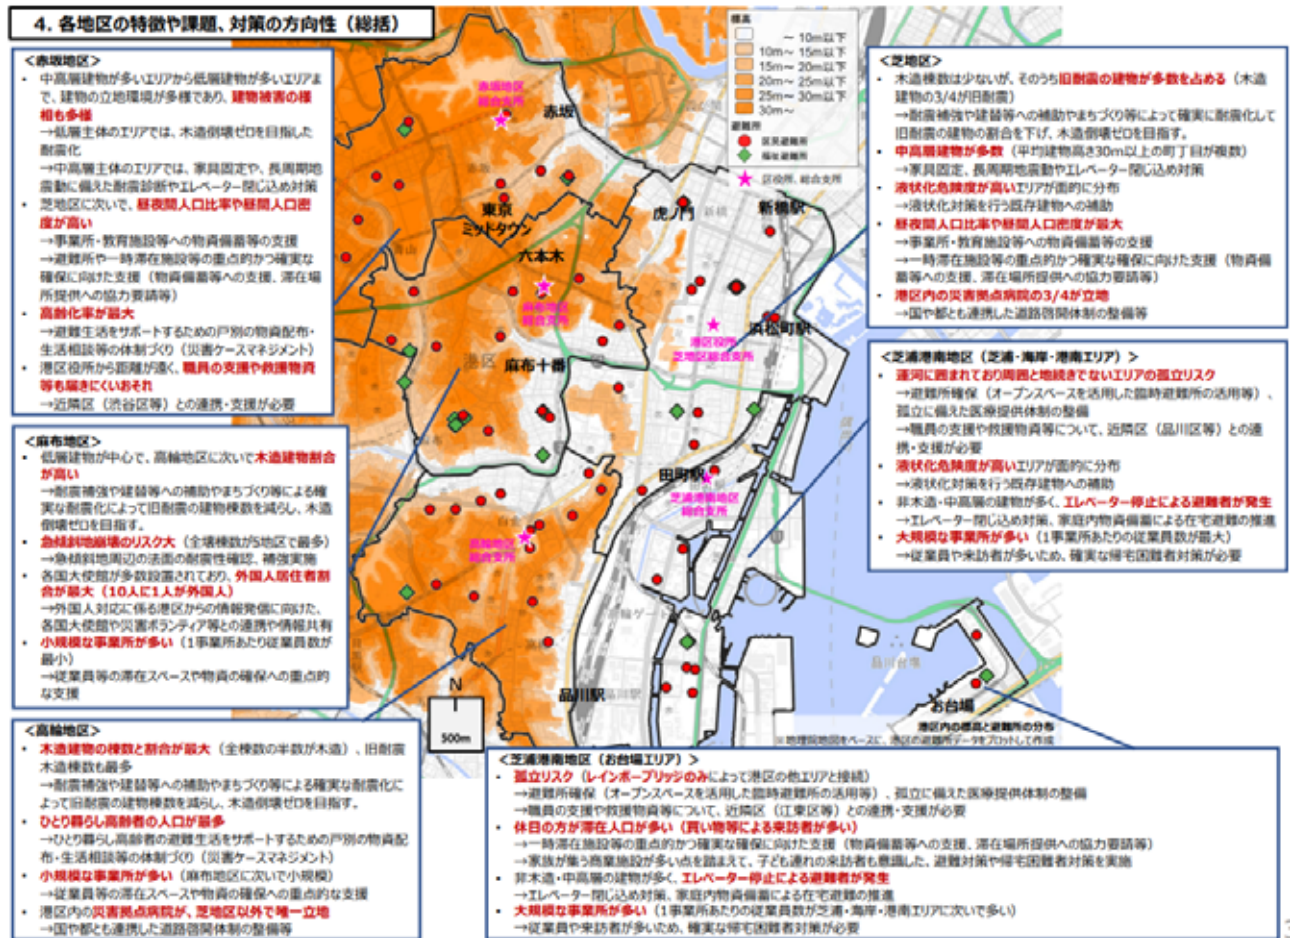 4. 各地区の特徴や課題、対策の方向性（総括）
<赤坂地区>
• 中高層建物が多いエリアから低層建物が多いエリアま
で、建物の立地環境が多様であり、建物被害の様
相も多様
→低層主体のエリアでは、木造倒壊ゼロを目指した
耐震化
→中高層主体のエリアでは、家具固定や、長周期地
震動に備えた耐震診断やエレベーター閉じ込め対策
• 芝地区に次いで、昼夜間人口比率や昼間人口密
度が高い
→事業所・教育施設等への物資備蓄等の支援
→避難所や一時滞在施設等の重点的かつ確実な
確保に向けた支援（物資備蓄等への支援、滞在場
所提供への協力要請等）
• 高齢化率が最大
→避難生活をサポートするための戸別の物資配布・
生活相談等の体制づくり（災害ケースマネジメント）
• 港区役所から距離が遠く、職員の支援や救援物資
等も届きにくいおそれ
→近隣区（渋谷区等）との連携・支援が必要
<麻布地区>
• 低層建物が中心で、高輪地区に次いで木造建物割合
が高い
→耐震補強や建替等への補助やまちづくり等による確
実な耐震化によって旧耐震の建物棟数を減らし、木造
倒壊ゼロを目指す。
• 急傾斜地崩壊のリスク大（全壊棟数が5地区で最多）
→急傾斜地周辺の法面の耐震性確認、補強実施
• 各国大使館が多数設置されており、外国人居住者割
合が最大（10人に1人が外国人）
→外国人対応に係る港区からの情報発信に向けた、
各国大使館や災害ボランティア等との連携や情報共有
• 小規模な事業所が多い（1事業所あたり従業員数が
最小）
→従業員等の滞在スペースや物資の確保への重点的
な支援
<高輪地区>
• 木造建物の棟数と割合が最大（全棟数の半数が木造）、旧耐震
木造棟数も最多
→耐震補強や建替等への補助やまちづくり等による確実な耐震化に
よって旧耐震の建物棟数を減らし、木造倒壊ゼロを目指す。
• ひとり暮らし高齢者の人口が最多
→ひとり暮らし高齢者の避難生活をサポートするための戸別の物資配
布・生活相談等の体制づくり（災害ケースマネジメント）
• 小規模な事業所が多い（麻布地区に次いで小規模）
→従業員等の滞在スペースや物資の確保への重点的な支援
• 港区内の災害拠点病院が、芝地区以外で唯一立地
→国や都とも連携した道路啓開体制の整備等
標高
～ 10m以下
10m～ 15m以下
15m～ 20m以下
20m～ 25m以下
25m～ 30m以下
30m～
避難所
区民避難所
福祉避難所
区役所、総合支所
赤坂地区
総合支所
赤坂
赤坂
東京
ミッドタウン
虎ノ門
新橋
新橋駅
青山
六本木
麻布地区
総合支所
港区役所
芝地区総合支所
浜松町駅
港区
麻布十番
麻布
田町駅
芝浦港南地区
総合支所
白金
高輪地区
総合支所
高輪ゲート
品川駅
品川駅
品川台場
お台場
N
500m
港区内の標高と避難所の分布
※地理院地図をベースに、港区の避難所データをプロットして作成
<芝地区>
• 木造棟数は少ないが、そのうち旧耐震の建物が多数を占める（木造
建物の3/4が旧耐震）
→耐震補強や建替等への補助やまちづくり等によって確実に耐震化して
旧耐震の建物の割合を下げ、木造倒壊ゼロを目指す。
• 中高層建物が多数（平均建物高さ30m以上の町丁目が複数）
→家具固定、長周期地震動やエレベーター閉じ込め対策
• 液状化危険度が高いエリアが面的に分布
→液状化対策を行う既存建物への補助
• 昼夜間人口比率や昼間人口密度が最大
→事業所・教育施設等への物資備蓄等の支援
→一時滞在施設等の重点的かつ確実な確保に向けた支援（物資備
蓄等への支援、滞在場所提供への協力要請等）
• 港区内の災害拠点病院の3/4が立地
→国や都とも連携した道路啓開体制の整備等
<芝浦港南地区（芝浦・海岸・港南エリア）>
• 運河に囲まれており周囲と地続きでないエリアの孤立リスク
→避難所確保（オープンスペースを活用した臨時避難所の活用等）、
孤立に備えた医療提供体制の整備
→職員の支援や救援物資等について、近隣区（品川区等）との連
携・支援が必要
• 液状化危険度が高いエリアが面的に分布
→液状化対策を行う既存建物への補助
• 非木造・中高層の建物が多く、エレベーター停止による避難者が発生
→エレベーター閉じ込め対策、家庭内物資備蓄による在宅避難の推進
• 大規模な事業所が多い（1事業所あたりの従業員数が最大）
→従業員や来訪者が多いため、確実な帰宅困難者対策が必要
<芝浦港南地区（お台場エリア）>
• 孤立リスク（レインボーブリッジのみによって港区の他エリアと接続）
→避難所確保（オープンスペースを活用した臨時避難所の活用等）、孤立に備えた医療提供体制の整備
→職員の支援や救援物資等について、近隣区（江東区等）との連携・支援が必要
• 休日の方が滞在人口が多い（買い物等による来訪者が多い）
→一時滞在施設等の重点的かつ確実な確保に向けた支援（物資備蓄等への支援、滞在場所提供への協力要請等）
→家族が集う商業施設が多い点を踏まえて、子ども連れの来訪者も意識した、避難対策や帰宅困難者対策を実施
• 非木造・中高層の建物が多く、エレベーター停止による避難者が発生
→エレベーター閉じ込め対策、家庭内物資備蓄による在宅避難の推進
• 大規模な事業所が多い（1事業所あたりの従業員数が芝浦・海岸・港南エリアに次いで多い）
→従業員や来訪者が多いため、確実な帰宅困難者対策が必要